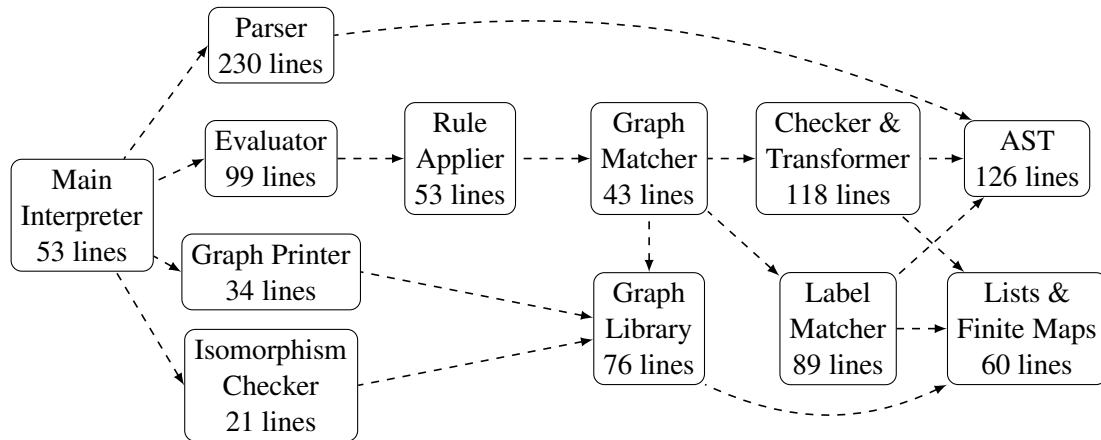 Parser
230 lines
Evaluator
99 lines
Rule
Applier
53 lines
Graph
Matcher
43 lines
Checker &
Transformer
118 lines
AST
126 lines
Main
Interpreter
53 lines
Graph Printer
34 lines
Graph
Library
76 lines
Label
Matcher
89 lines
Lists &
Finite Maps
60 lines
Isomorphism
Checker
21 lines